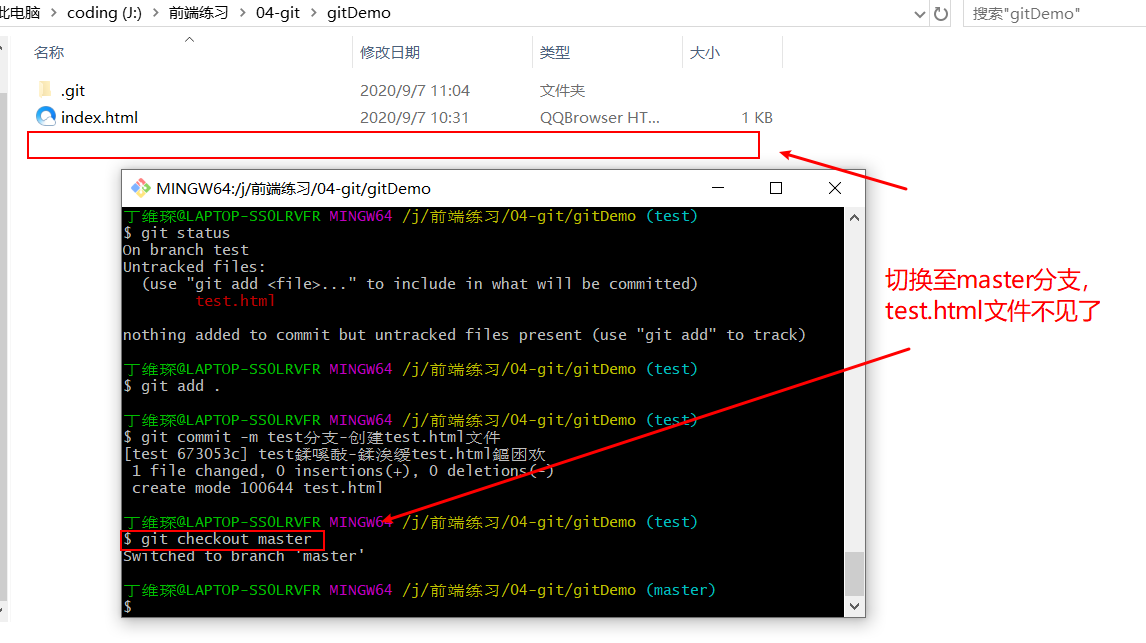 此电脑 > coding (J:) > 前端练习 > 04-git > gitDemo
搜索"gitDemo"
名称 修改日期 类型 大小
.git 2020/9/7 11:04 文件夹
index.html 2020/9/7 10:31 QQBrowser HT... 1 KB
MINGW64:/j/前端练习/04-git/gitDemo
丁维琛@LAPTOP-SSOLRVFR MINGW64 /j/前端练习/04-git/gitDemo (test)
$ git status
On branch test
Untracked files:
(use "git add <file>..." to include in what will be committed)
test.html
nothing added to commit but untracked files present (use "git add" to track)
丁维琛@LAPTOP-SSOLRVFR MINGW64 /j/前端练习/04-git/gitDemo (test)
$ git add .
丁维琛@LAPTOP-SSOLRVFR MINGW64 /j/前端练习/04-git/gitDemo (test)
$ git commit -m test分支-创建test.html文件
[test 673053c] test鍒嗘敮-鍒涘缓test.html鏂囦欢
1 file changed, 0 insertions(+), 0 deletions(-)
create mode 100644 test.html
丁维琛@LAPTOP-SSOLRVFR MINGW64 /j/前端练习/04-git/gitDemo (test)
$ git checkout master
Switched to branch 'master'
丁维琛@LAPTOP-SSOLRVFR MINGW64 /j/前端练习/04-git/gitDemo (master)
$
切换至master分支,
test.html文件不见了